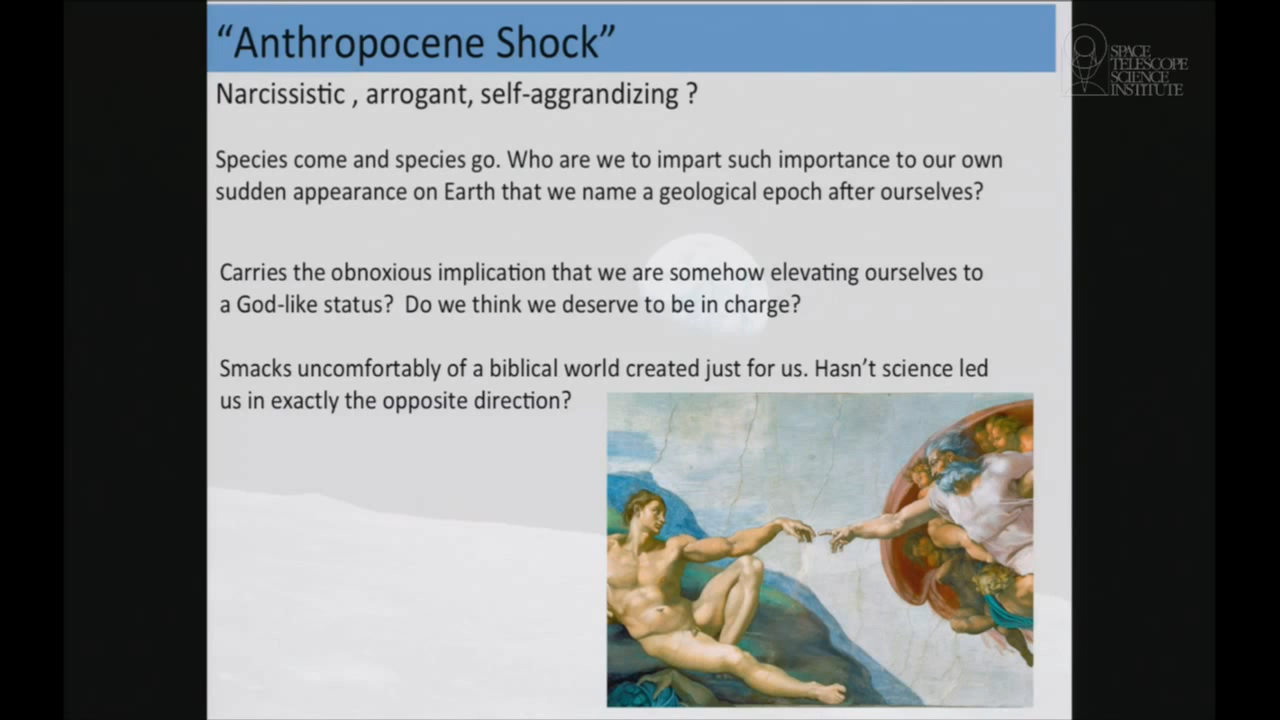 “Anthropocene Shock”
SPACE
TELESCOPE
SCIENCE
INSTITUTE
Narcissistic , arrogant, self-aggrandizing ?
Species come and species go. Who are we to impart such importance to our own
sudden appearance on Earth that we name a geological epoch after ourselves?
Carries the obnoxious implication that we are somehow elevating ourselves to
a God-like status?  Do we think we deserve to be in charge?
Smacks uncomfortably of a biblical world created just for us. Hasn’t science led
us in exactly the opposite direction?